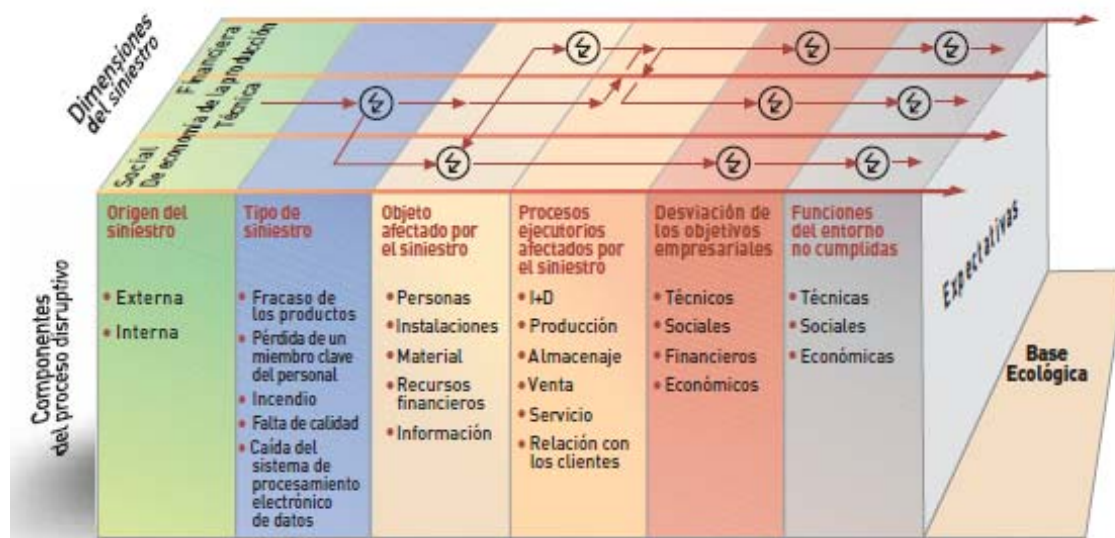 Dimensiones
del siniestro
Financiera
De economía de la producción
Técnica
Social
Componentes
del proceso disruptivo
Origen del
siniestro
• Externa
• Interna
Tipo de
siniestro
• Fracaso de
los productos
• Pérdida de un
miembro clave
del personal
• Incendio
• Falta de calidad
• Caída del
sistema de
procesamiento
electrónico
de datos
Objeto
afectado por
el siniestro
• Personas
• Instalaciones
• Material
• Recursos
financieros
• Información
Procesos
ejecutorios
afectados por
el siniestro
• I+D
• Producción
• Almacenaje
• Venta
• Servicio
• Relación con
los clientes
Desviación de
los objetivos
empresariales
• Técnicos
• Sociales
• Financieros
• Económicos
Funciones
del entorno
no cumplidas
• Técnicas
• Sociales
• Económicas
Expectativas
Base
Ecológica